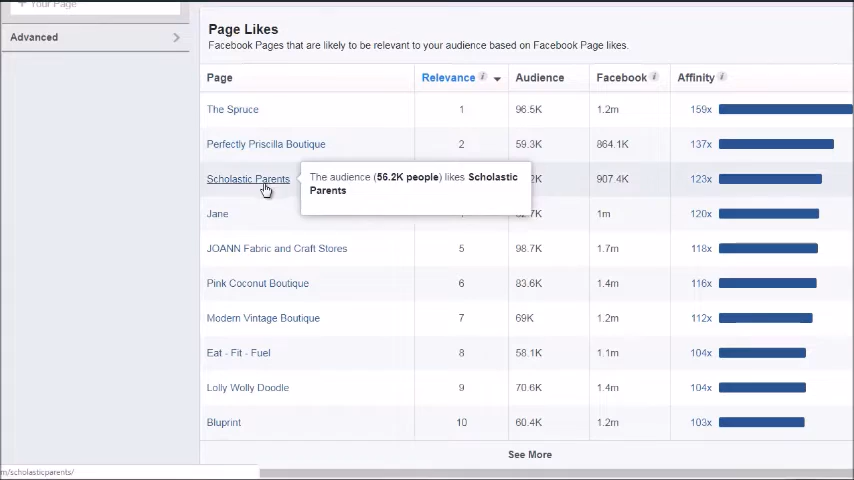 + Your Page
Advanced
Page Likes
Facebook Pages that are likely to be relevant to your audience based on Facebook Page likes.
Page Relevance i Audience Facebook i Affinity i
The Spruce 1 96.5K 1.2m 159x
Perfectly Priscilla Boutique 2 59.3K 864.1K 137x
Scholastic Parents 2K 907.4K 123x
The audience (56.2K people) likes Scholastic
Parents
Jane 1m 120x
JOANN Fabric and Craft Stores 5 98.7K 1.7m 118x
Pink Coconut Boutique 6 83.6K 1.4m 116x
Modern Vintage Boutique 7 69K 1.2m 112x
Eat - Fit - Fuel 8 58.1K 1.1m 104x
Lolly Wolly Doodle 9 70.6K 1.4m 104x
Bluprint 10 60.4K 1.2m 103x
See More
m/scholasticparents/